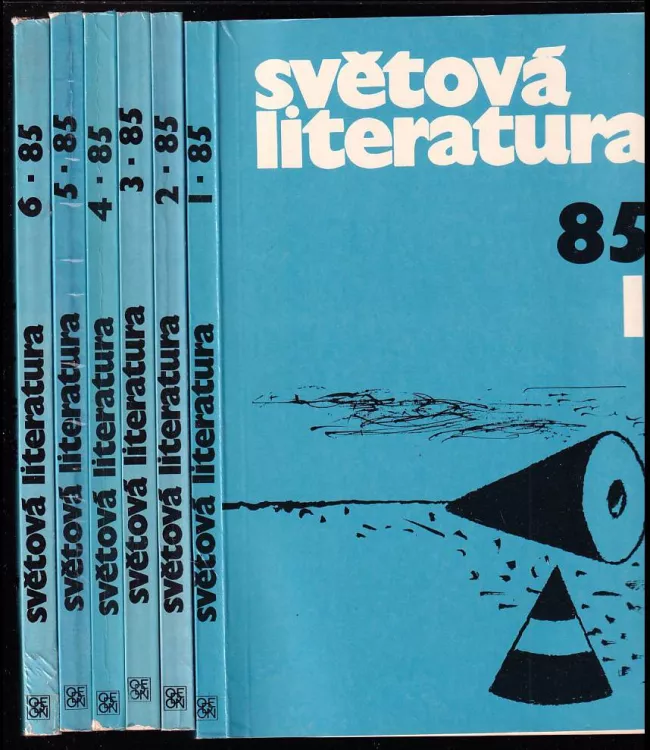 světová
literatura
85
1
světová literatura 6 · 85
ODEON
světová literatura 5 · 85
ODEON
světová literatura 4 · 85
ODEON
světová literatura 3 · 85
ODEON
světová literatura 2 · 85
ODEON
světová literatura 1 · 85
ODEON